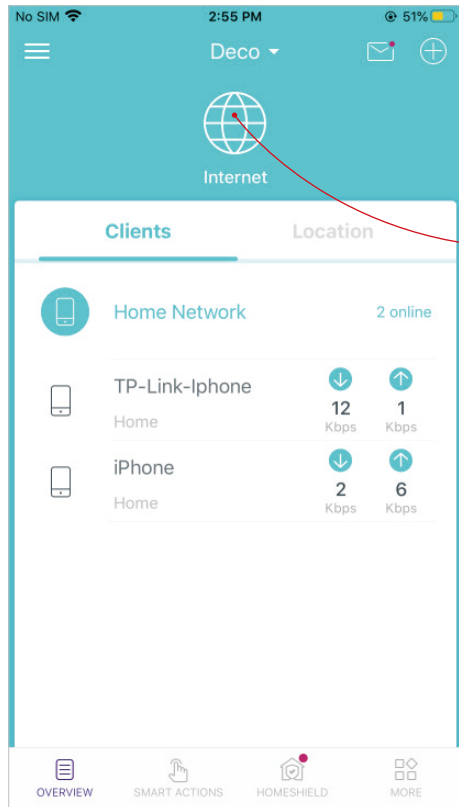 No SIM 2:55 PM 51%
Deco
Internet
Clients Location
Home Network 2 online
TP-Link-Iphone
12 1
Home Kbps Kbps
iPhone
2 6
Home Kbps Kbps
OVERVIEW SMART ACTIONS HOMESHIELD MORE